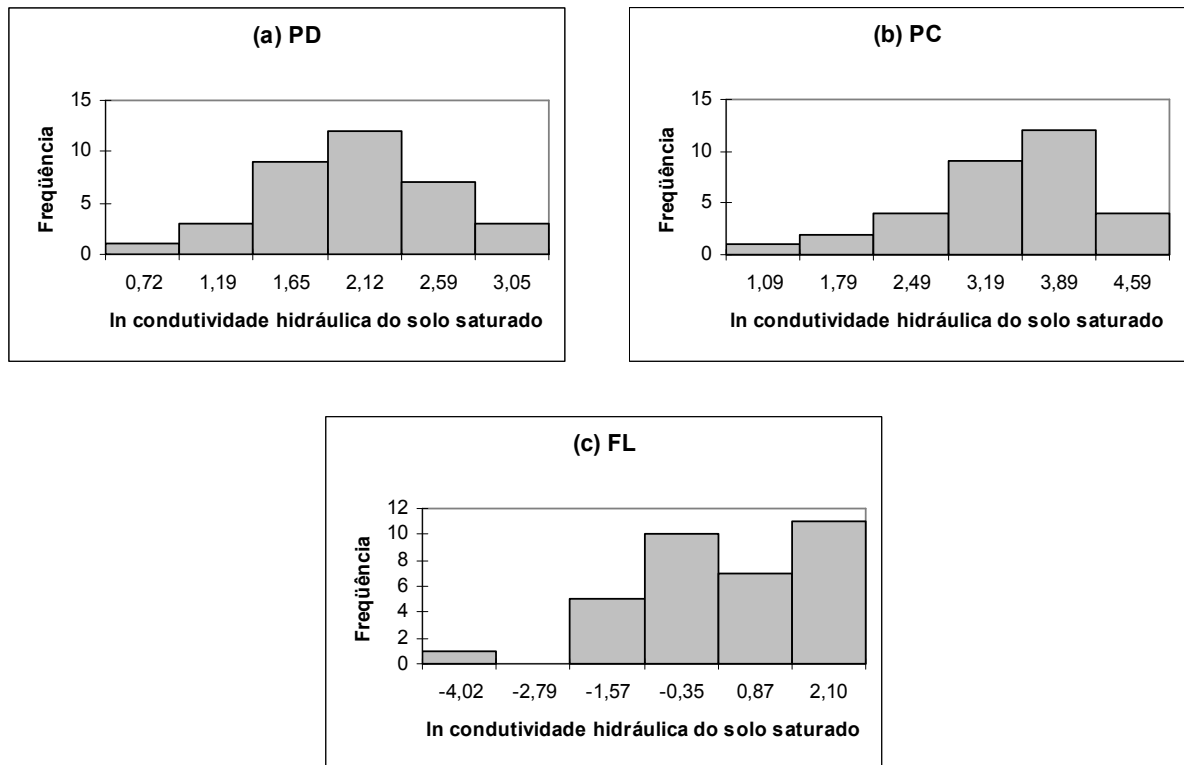 (a) PD
15
10
5
0
Freqüência
0,72 1,19 1,65 2,12 2,59 3,05
ln condutividade hidráulica do solo saturado
(b) PC
15
10
5
0
Freqüência
1,09 1,79 2,49 3,19 3,89 4,59
ln condutividade hidráulica do solo saturado
(c) FL
12
10
8
6
4
2
0
Freqüência
-4,02 -2,79 -1,57 -0,35 0,87 2,10
ln condutividade hidráulica do solo saturado